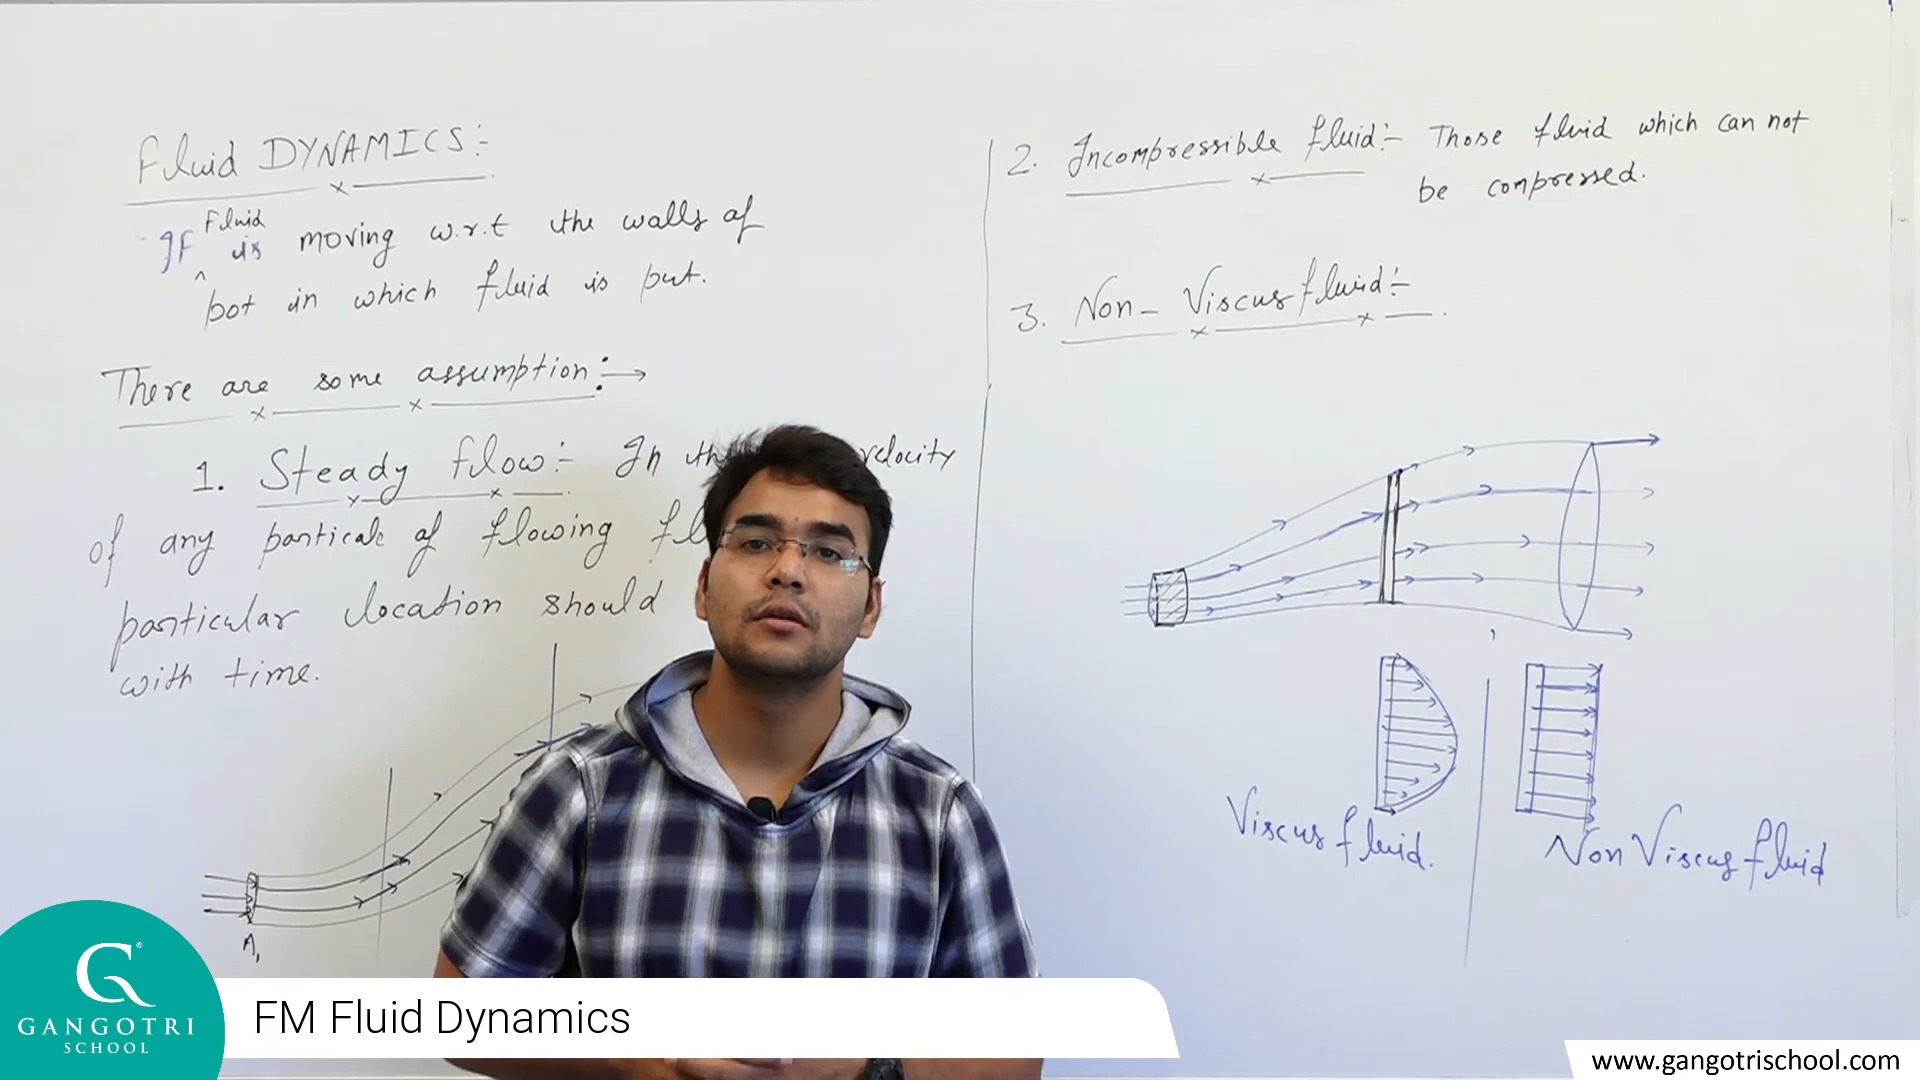 Fluid DYNAMICS:-
Fluid
If ^ is moving w.r.t the walls of
pot in which fluid is put.
There are some assumption:→
1. Steady flow:- In velocity
of any particle of flowing
particular location should
with time.
A1
2. Incompressible fluid:- Those fluid which can not
be compressed.
3. Non-Viscus fluid:-
Viscus fluid.
Non Viscus fluid
G
GANGOTRI
SCHOOL
FM Fluid Dynamics
www.gangotrischool.com